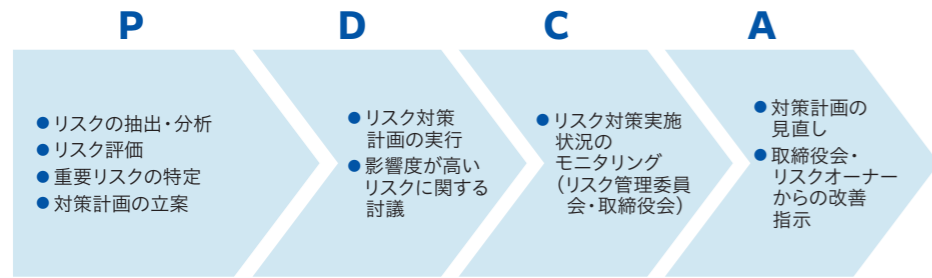 P
●リスクの抽出・分析
●リスク評価
●重要リスクの特定
●対策計画の立案
D
●リスク対策
計画の実行
●影響度が高い
リスクに関する
討議
C
●リスク対策実施
状況の
モニタリング
（リスク管理委員
会・取締役会）
A
●対策計画の
見直し
●取締役会・
リスクオーナー
からの改善
指示